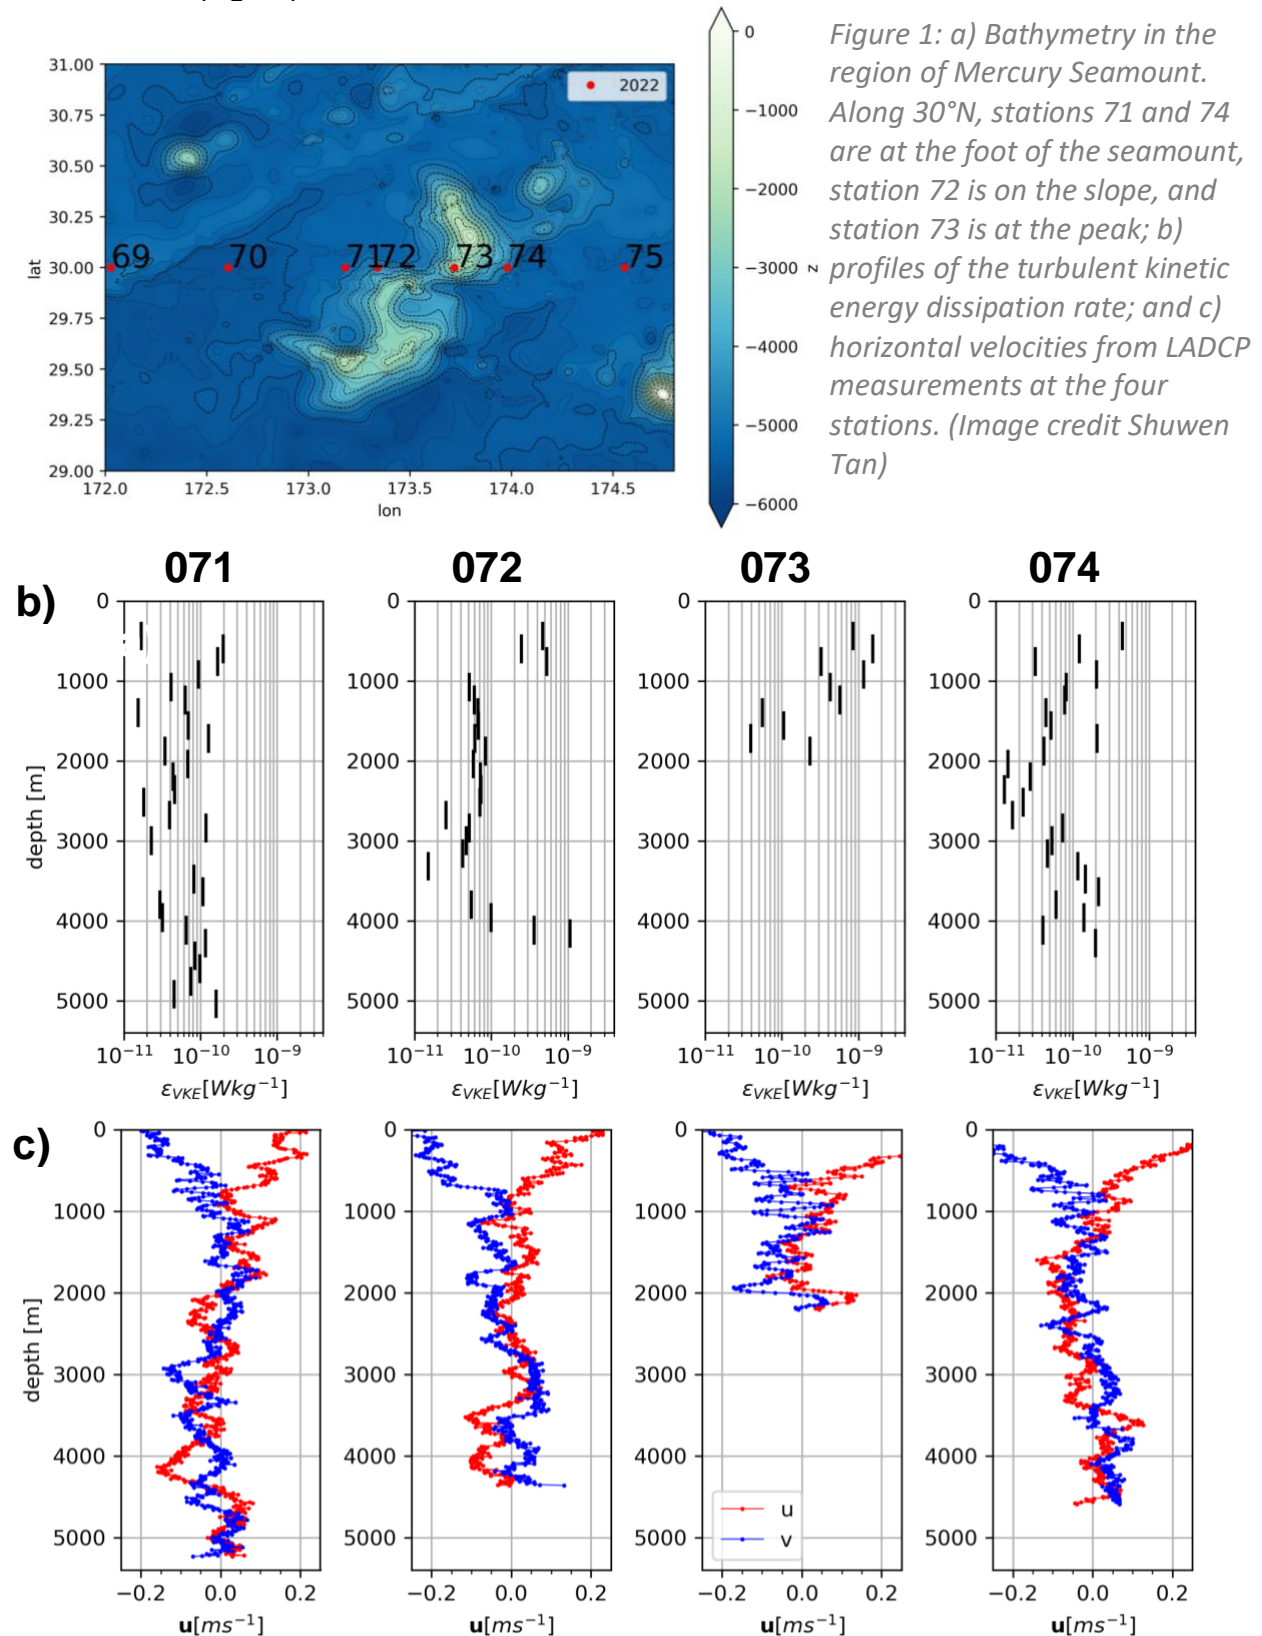 31.00
30.75
30.50
30.25
30.00
29.75
29.50
29.25
29.00
lat
172.0 172.5 173.0 173.5 174.0 174.5
lon
2022
69 70 71 72 73 74 75
0
−1000
−2000
−3000
−4000
−5000
−6000
z
Figure 1: a) Bathymetry in the
region of Mercury Seamount.
Along 30°N, stations 71 and 74
are at the foot of the seamount,
station 72 is on the slope, and
station 73 is at the peak; b)
profiles of the turbulent kinetic
energy dissipation rate; and c)
horizontal velocities from LADCP
measurements at the four
stations. (Image credit Shuwen
Tan)
071 072 073 074
b)
0 0 0 0
1000 1000 1000 1000
2000 2000 2000 2000
3000 3000 3000 3000
4000 4000 4000 4000
5000 5000 5000 5000
depth [m]
10⁻¹¹ 10⁻¹⁰ 10⁻⁹ 10⁻¹¹ 10⁻¹⁰ 10⁻⁹ 10⁻¹¹ 10⁻¹⁰ 10⁻⁹ 10⁻¹¹ 10⁻¹⁰ 10⁻⁹
εVKE[Wkg⁻¹] εVKE[Wkg⁻¹] εVKE[Wkg⁻¹] εVKE[Wkg⁻¹]
c)
0 0 0 0
1000 1000 1000 1000
2000 2000 2000 2000
3000 3000 3000 3000
4000 4000 4000 4000
5000 5000 5000 5000
depth [m]
u
v
−0.2 0.0 0.2 −0.2 0.0 0.2 −0.2 0.0 0.2 −0.2 0.0 0.2
u[ms⁻¹] u[ms⁻¹] u[ms⁻¹] u[ms⁻¹]